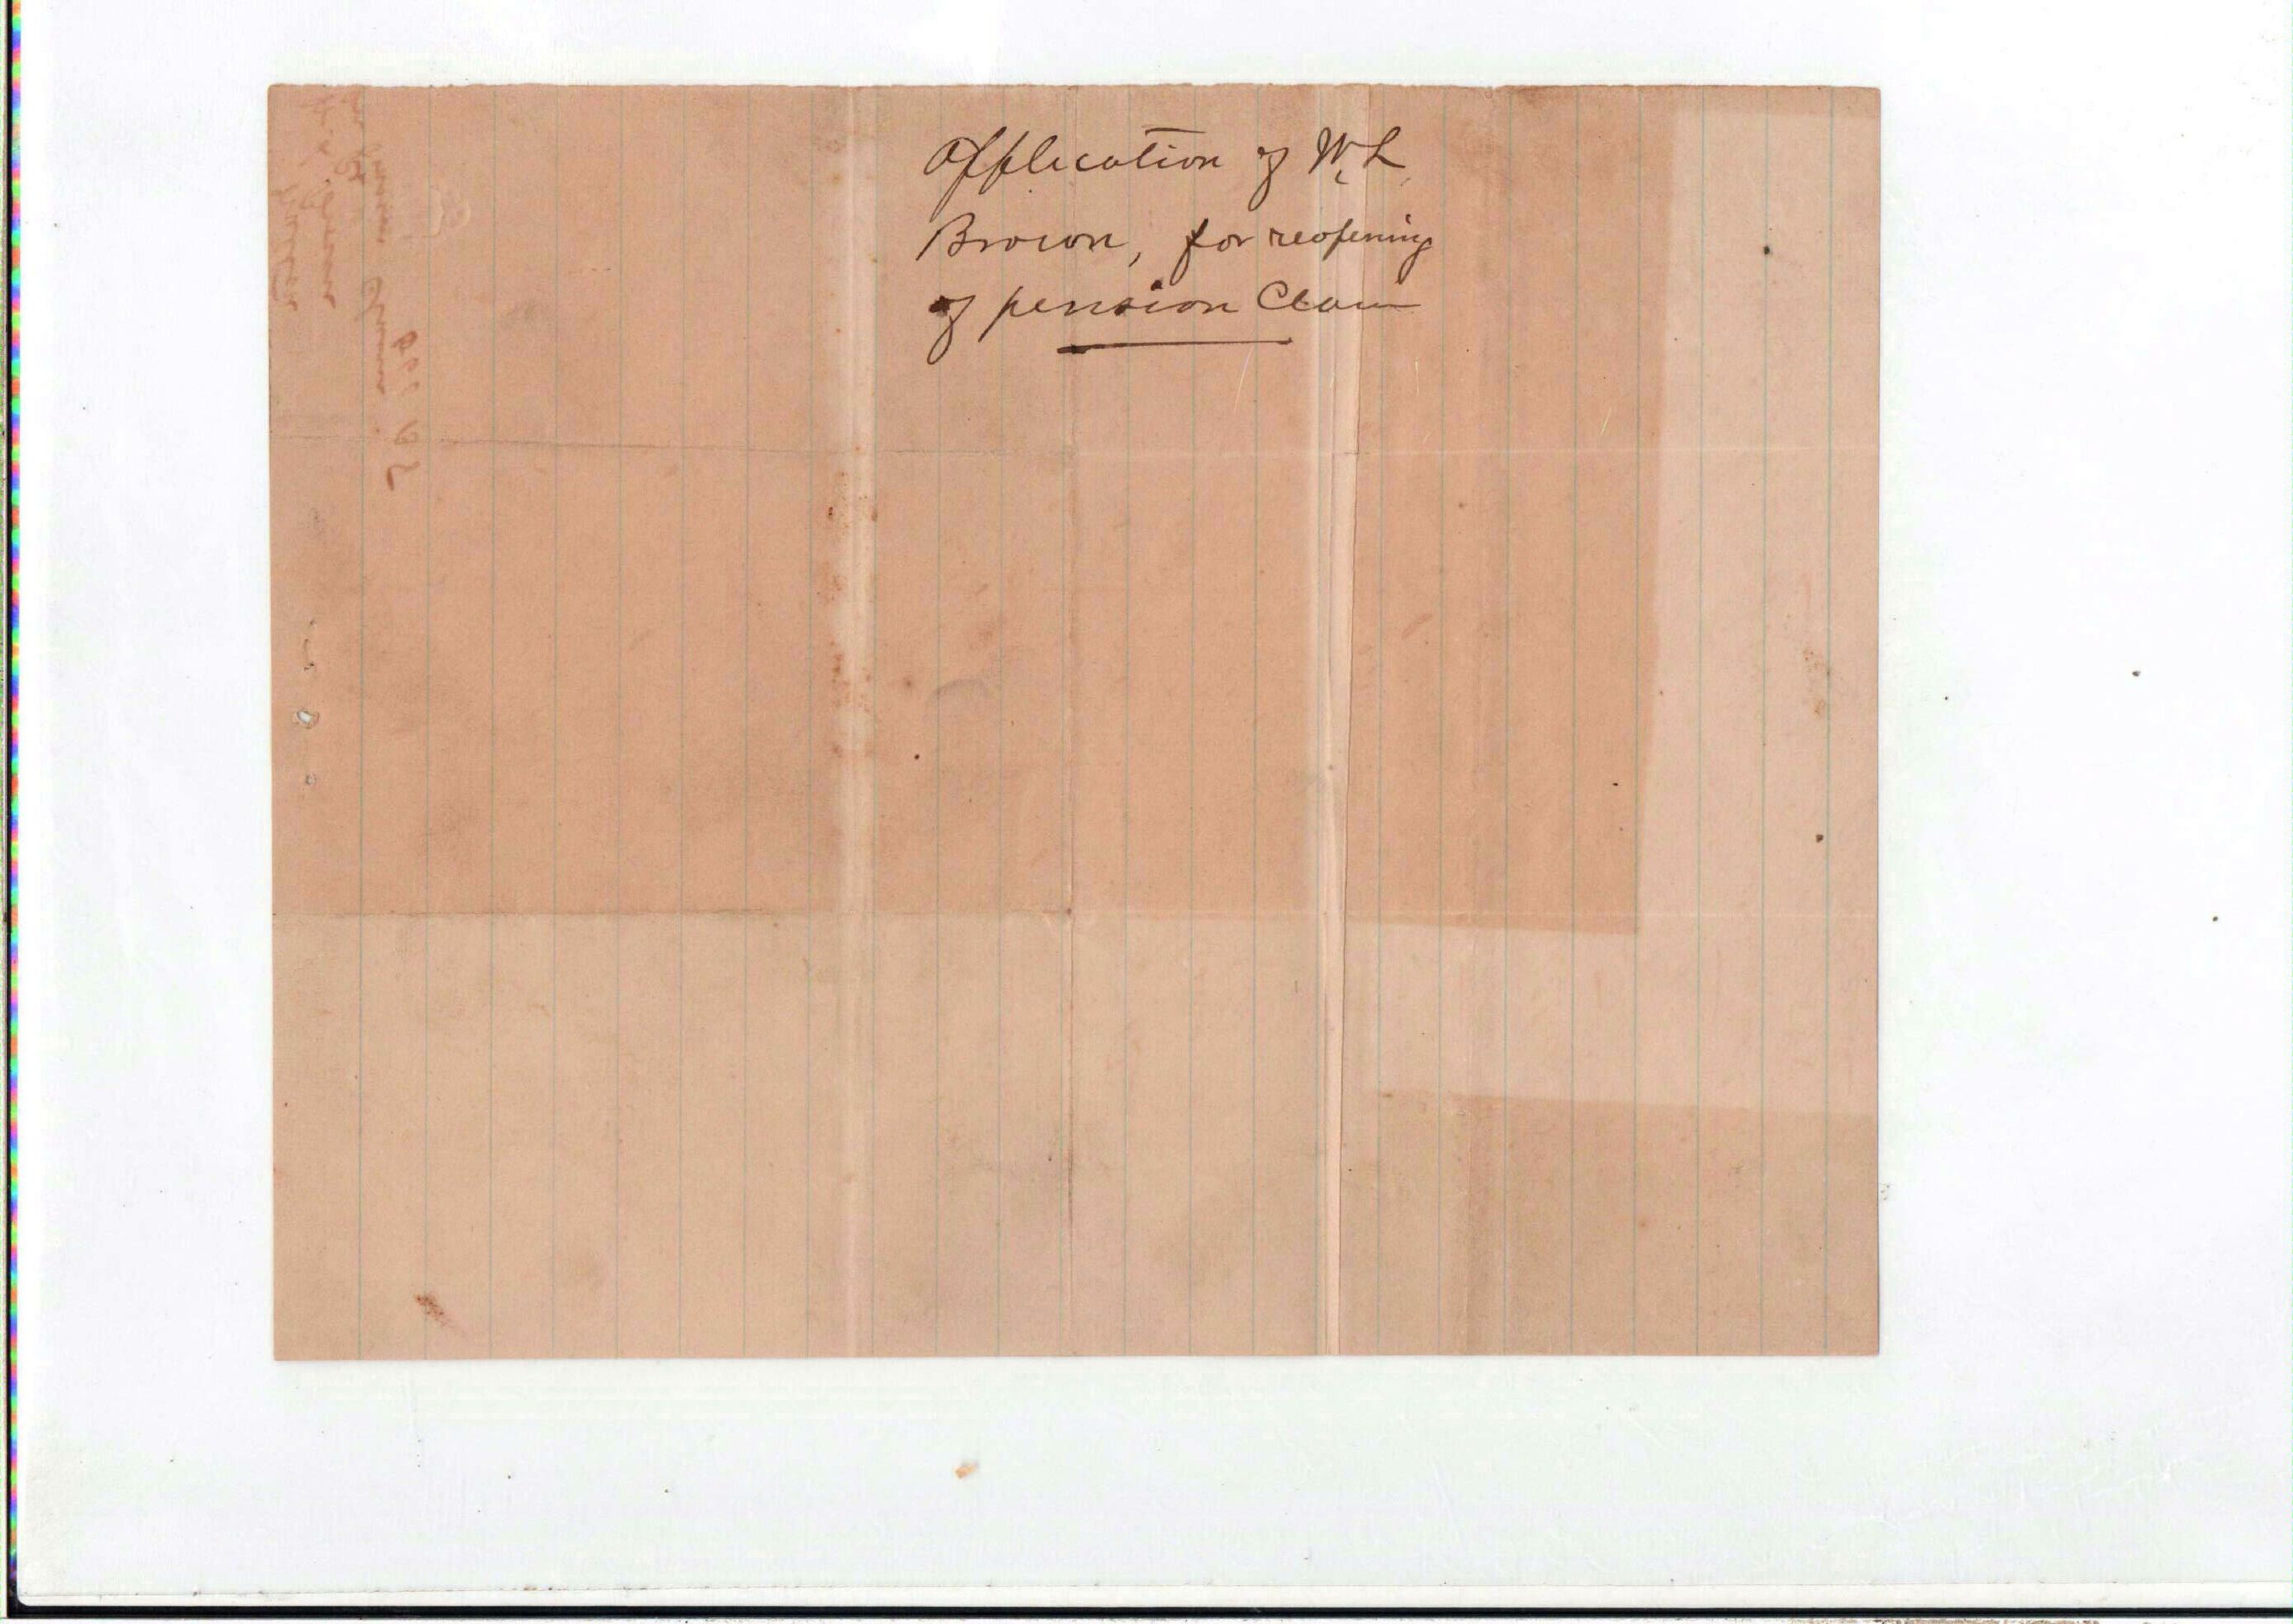 Application of W. L.
Brown, for reopening
of pension Claim